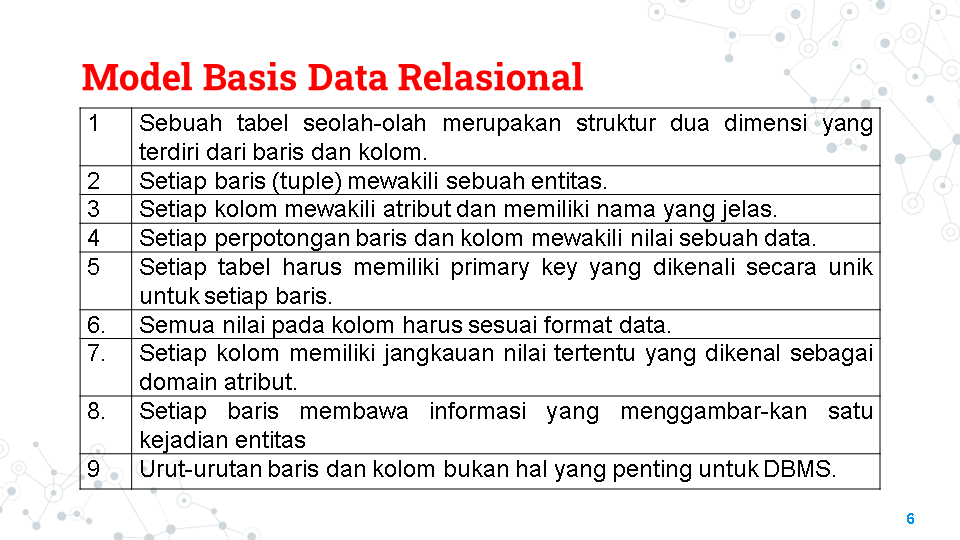 Model Basis Data Relasional
1 Sebuah tabel seolah-olah merupakan struktur dua dimensi yang
terdiri dari baris dan kolom.
2 Setiap baris (tuple) mewakili sebuah entitas.
3 Setiap kolom mewakili atribut dan memiliki nama yang jelas.
4 Setiap perpotongan baris dan kolom mewakili nilai sebuah data.
5 Setiap tabel harus memiliki primary key yang dikenali secara unik
untuk setiap baris.
6. Semua nilai pada kolom harus sesuai format data.
7. Setiap kolom memiliki jangkauan nilai tertentu yang dikenal sebagai
domain atribut.
8. Setiap baris membawa informasi yang menggambar-kan satu
kejadian entitas
9 Urut-urutan baris dan kolom bukan hal yang penting untuk DBMS.
6